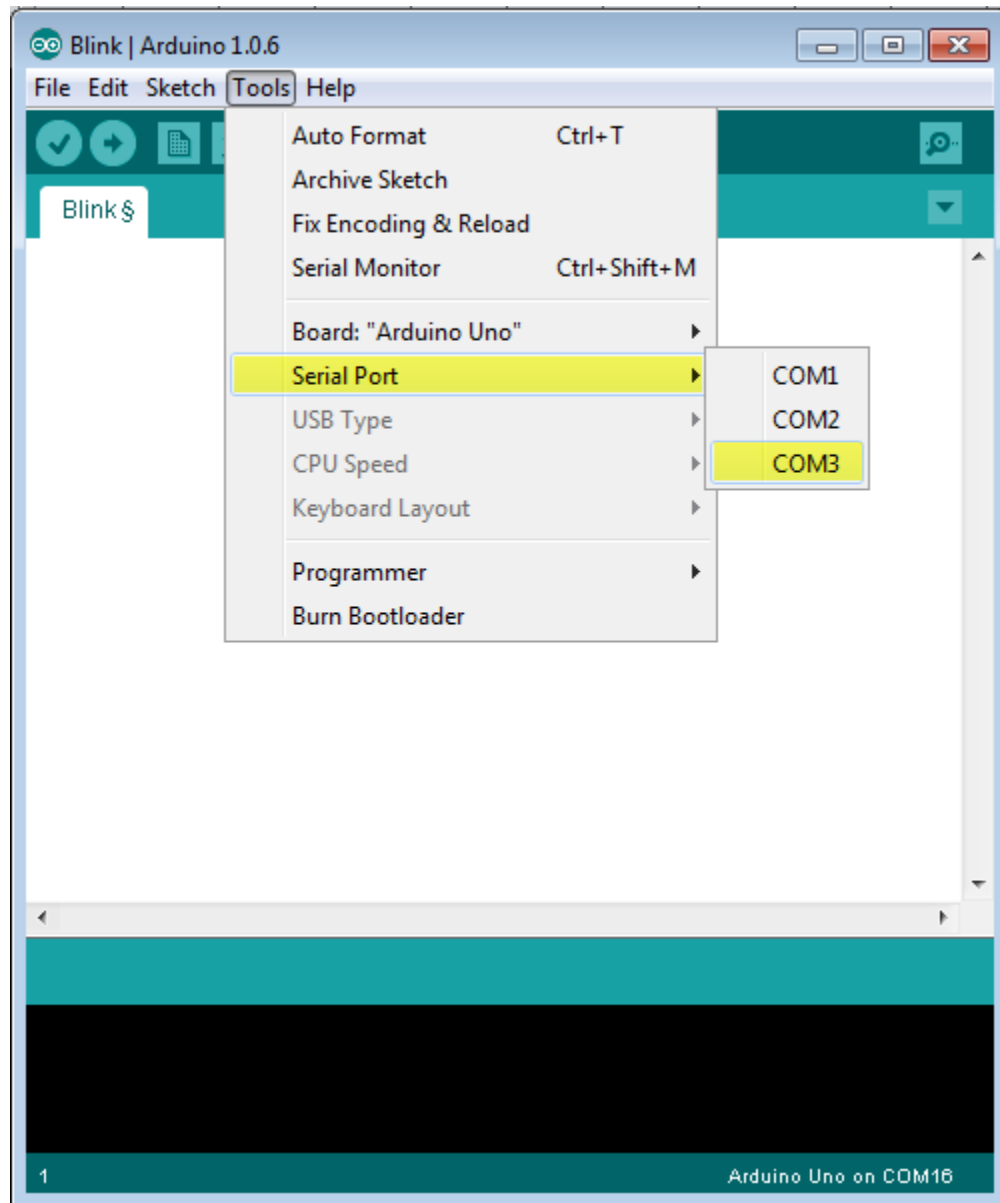 Blink | Arduino 1.0.6
File Edit Sketch Tools Help
Auto Format Ctrl+T
Archive Sketch
Blink §
Fix Encoding & Reload
Serial Monitor Ctrl+Shift+M
Board: "Arduino Uno"
Serial Port
COM1
USB Type
COM2
CPU Speed
COM3
Keyboard Layout
Programmer
Burn Bootloader
1 Arduino Uno on COM16